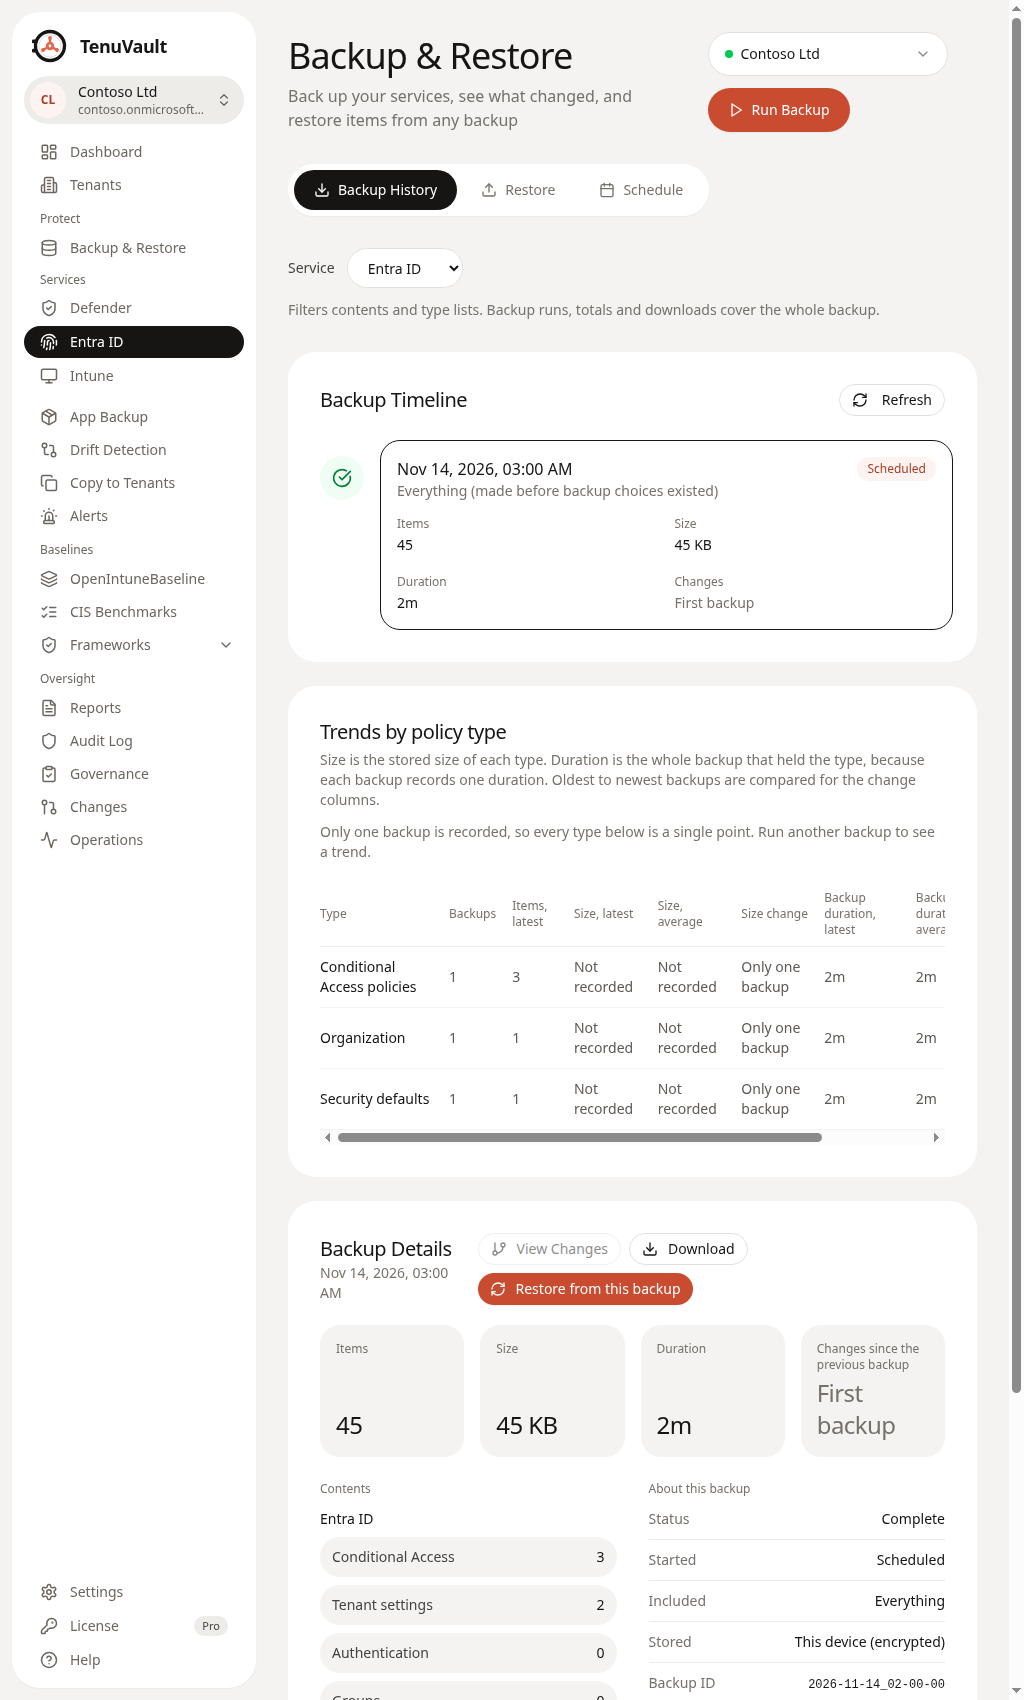 TenuVault
CL
Contoso Ltd
contoso.onmicrosoft...
Dashboard
Tenants
Protect
Backup & Restore
Services
Defender
Entra ID
Intune
App Backup
Drift Detection
Copy to Tenants
Alerts
Baselines
OpenIntuneBaseline
CIS Benchmarks
Frameworks
Oversight
Reports
Audit Log
Governance
Changes
Operations
Settings
License
Pro
Help
Backup & Restore
Back up your services, see what changed, and
restore items from any backup
Contoso Ltd
Run Backup
Backup History
Restore
Schedule
Service
Entra ID
Filters contents and type lists. Backup runs, totals and downloads cover the whole backup.
Backup Timeline
Refresh
Nov 14, 2026, 03:00 AM
Scheduled
Everything (made before backup choices existed)
Items
Size
45
45 KB
Duration
Changes
2m
First backup
Trends by policy type
Size is the stored size of each type. Duration is the whole backup that held the type, because
each backup records one duration. Oldest to newest backups are compared for the change
columns.
Only one backup is recorded, so every type below is a single point. Run another backup to see
a trend.
Type
Backups
Items,
latest
Size, latest
Size,
average
Size change
Backup
duration,
latest
Conditional
Access policies
1
3
Not
recorded
Not
recorded
Only one
backup
2m
2m
Organization
1
1
Not
recorded
Not
recorded
Only one
backup
2m
2m
Security defaults
1
1
Not
recorded
Not
recorded
Only one
backup
2m
2m
Backup Details
Nov 14, 2026, 03:00
AM
View Changes
Download
Restore from this backup
Items
45
Size
45 KB
Duration
2m
Changes since the
previous backup
First
backup
Contents
Entra ID
Conditional Access 3
Tenant settings 2
Authentication 0
About this backup
Status Complete
Started Scheduled
Included Everything
Stored This device (encrypted)
Backup ID 2026-11-14_02-00-00